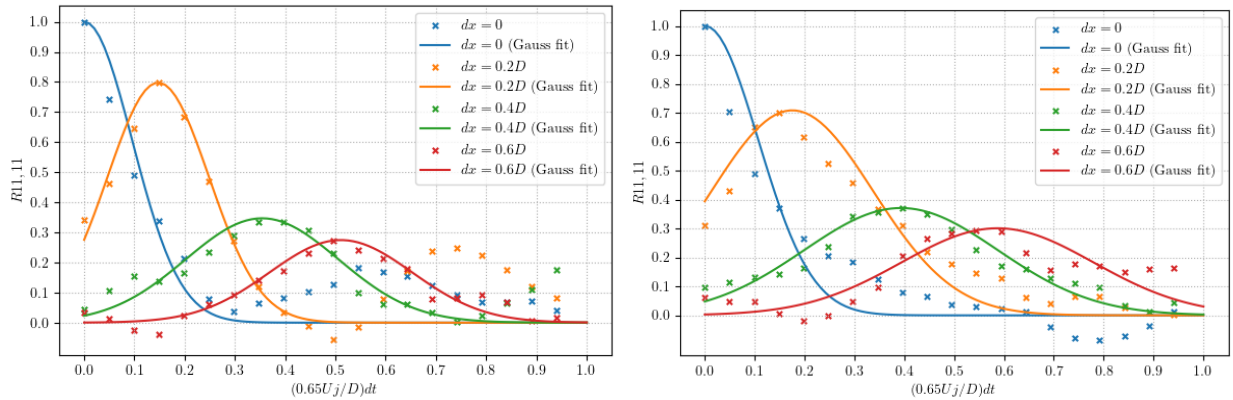 R11, 11
1.0
0.9
0.8
0.7
0.6
0.5
0.4
0.3
0.2
0.1
0.0
dx = 0
dx = 0 (Gauss fit)
dx = 0.2D
dx = 0.2D (Gauss fit)
dx = 0.4D
dx = 0.4D (Gauss fit)
dx = 0.6D
dx = 0.6D (Gauss fit)
0.0 0.1 0.2 0.3 0.4 0.5 0.6 0.7 0.8 0.9 1.0
(0.65Uj/D)dt
R11, 11
1.0
0.9
0.8
0.7
0.6
0.5
0.4
0.3
0.2
0.1
0.0
dx = 0
dx = 0 (Gauss fit)
dx = 0.2D
dx = 0.2D (Gauss fit)
dx = 0.4D
dx = 0.4D (Gauss fit)
dx = 0.6D
dx = 0.6D (Gauss fit)
0.0 0.1 0.2 0.3 0.4 0.5 0.6 0.7 0.8 0.9 1.0
(0.65Uj/D)dt